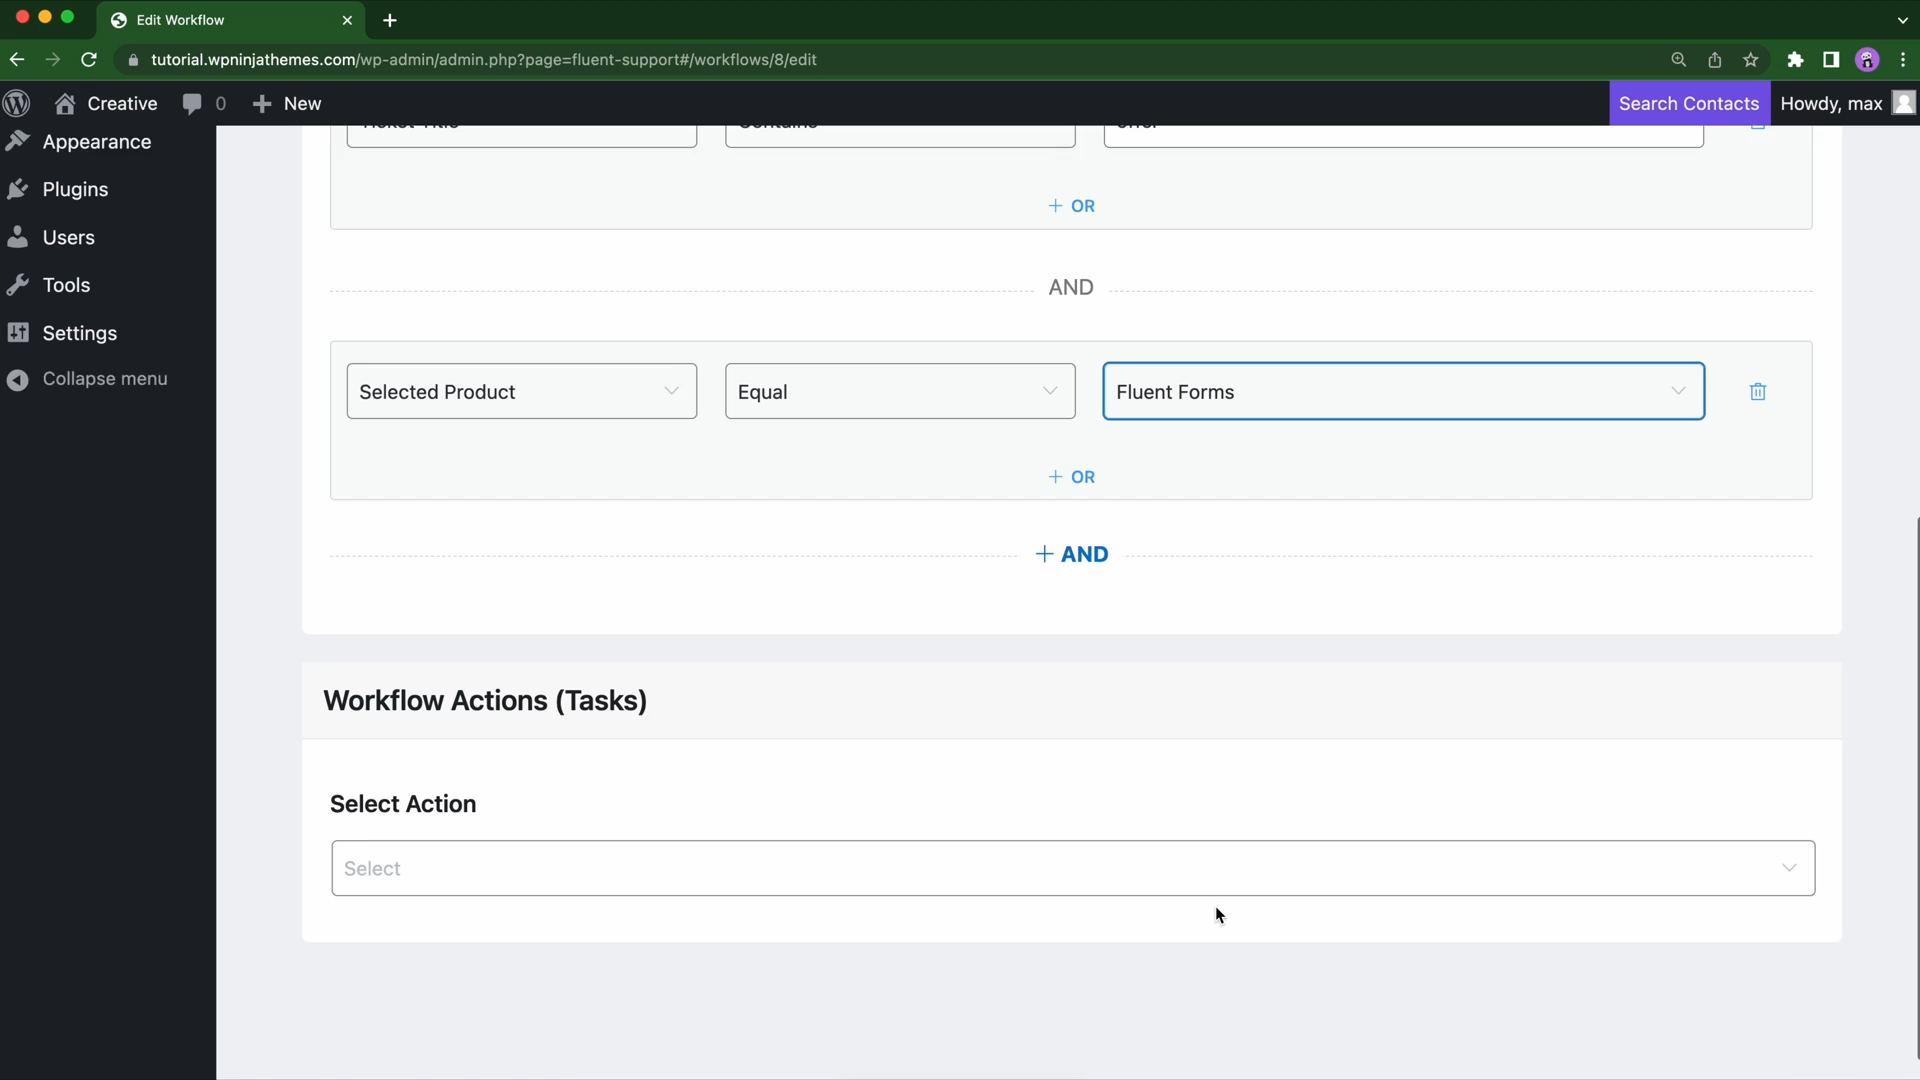 Edit Workflow
tutorial.wpninjathemes.com/wp-admin/admin.php?page=fluent-support#/workflows/8/edit
Creative 0 New Search Contacts Howdy, max
Appearance
Plugins
Users
Tools
Settings
Collapse menu
+ OR
AND
Selected Product Equal Fluent Forms
+ OR
+ AND
Workflow Actions (Tasks)
Select Action
Select